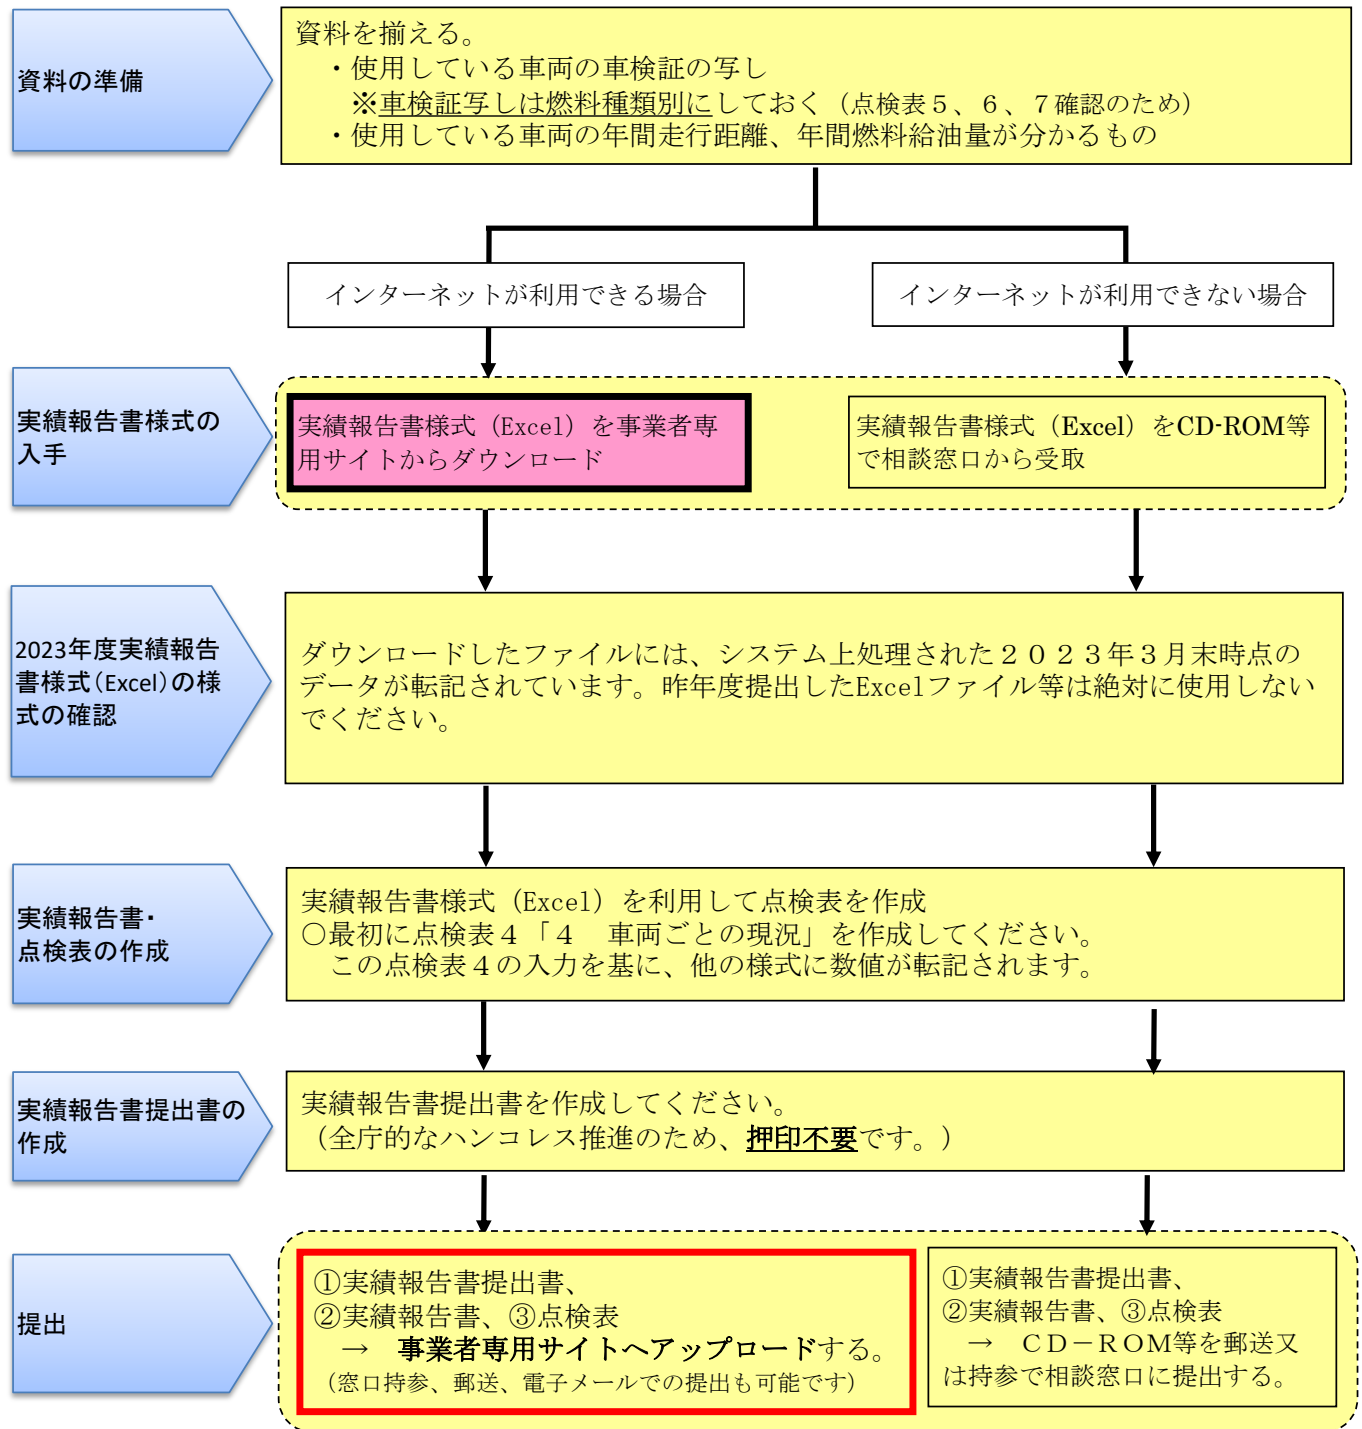 資料の準備
資料を揃える。
・使用している車両の車検証の写し
※車検証写しは燃料種類別にしておく（点検表５、６、７確認のため）
・使用している車両の年間走行距離、年間燃料給油量が分かるもの
インターネットが利用できる場合
インターネットが利用できない場合
実績報告書様式の
入手
実績報告書様式（Excel）を事業者専
用サイトからダウンロード
実績報告書様式（Excel）をCD-ROM等
で相談窓口から受取
2023年度実績報告
書様式（Excel）の様
式の確認
ダウンロードしたファイルには、システム上処理された２０２３年３月末時点の
データが転記されています。昨年度提出したExcelファイル等は絶対に使用しない
でください。
実績報告書・
点検表の作成
実績報告書様式（Excel）を利用して点検表を作成
○最初に点検表４「４　車両ごとの現況」を作成してください。
この点検表４の入力を基に、他の様式に数値が転記されます。
実績報告書提出書の
作成
実績報告書提出書を作成してください。
（全庁的なハンコレス推進のため、押印不要です。）
提出
①実績報告書提出書、
②実績報告書、③点検表
→　事業者専用サイトへアップロードする。
（窓口持参、郵送、電子メールでの提出も可能です）
①実績報告書提出書、
②実績報告書、③点検表
→　ＣＤ－ＲＯＭ等を郵送又
は持参で相談窓口に提出する。